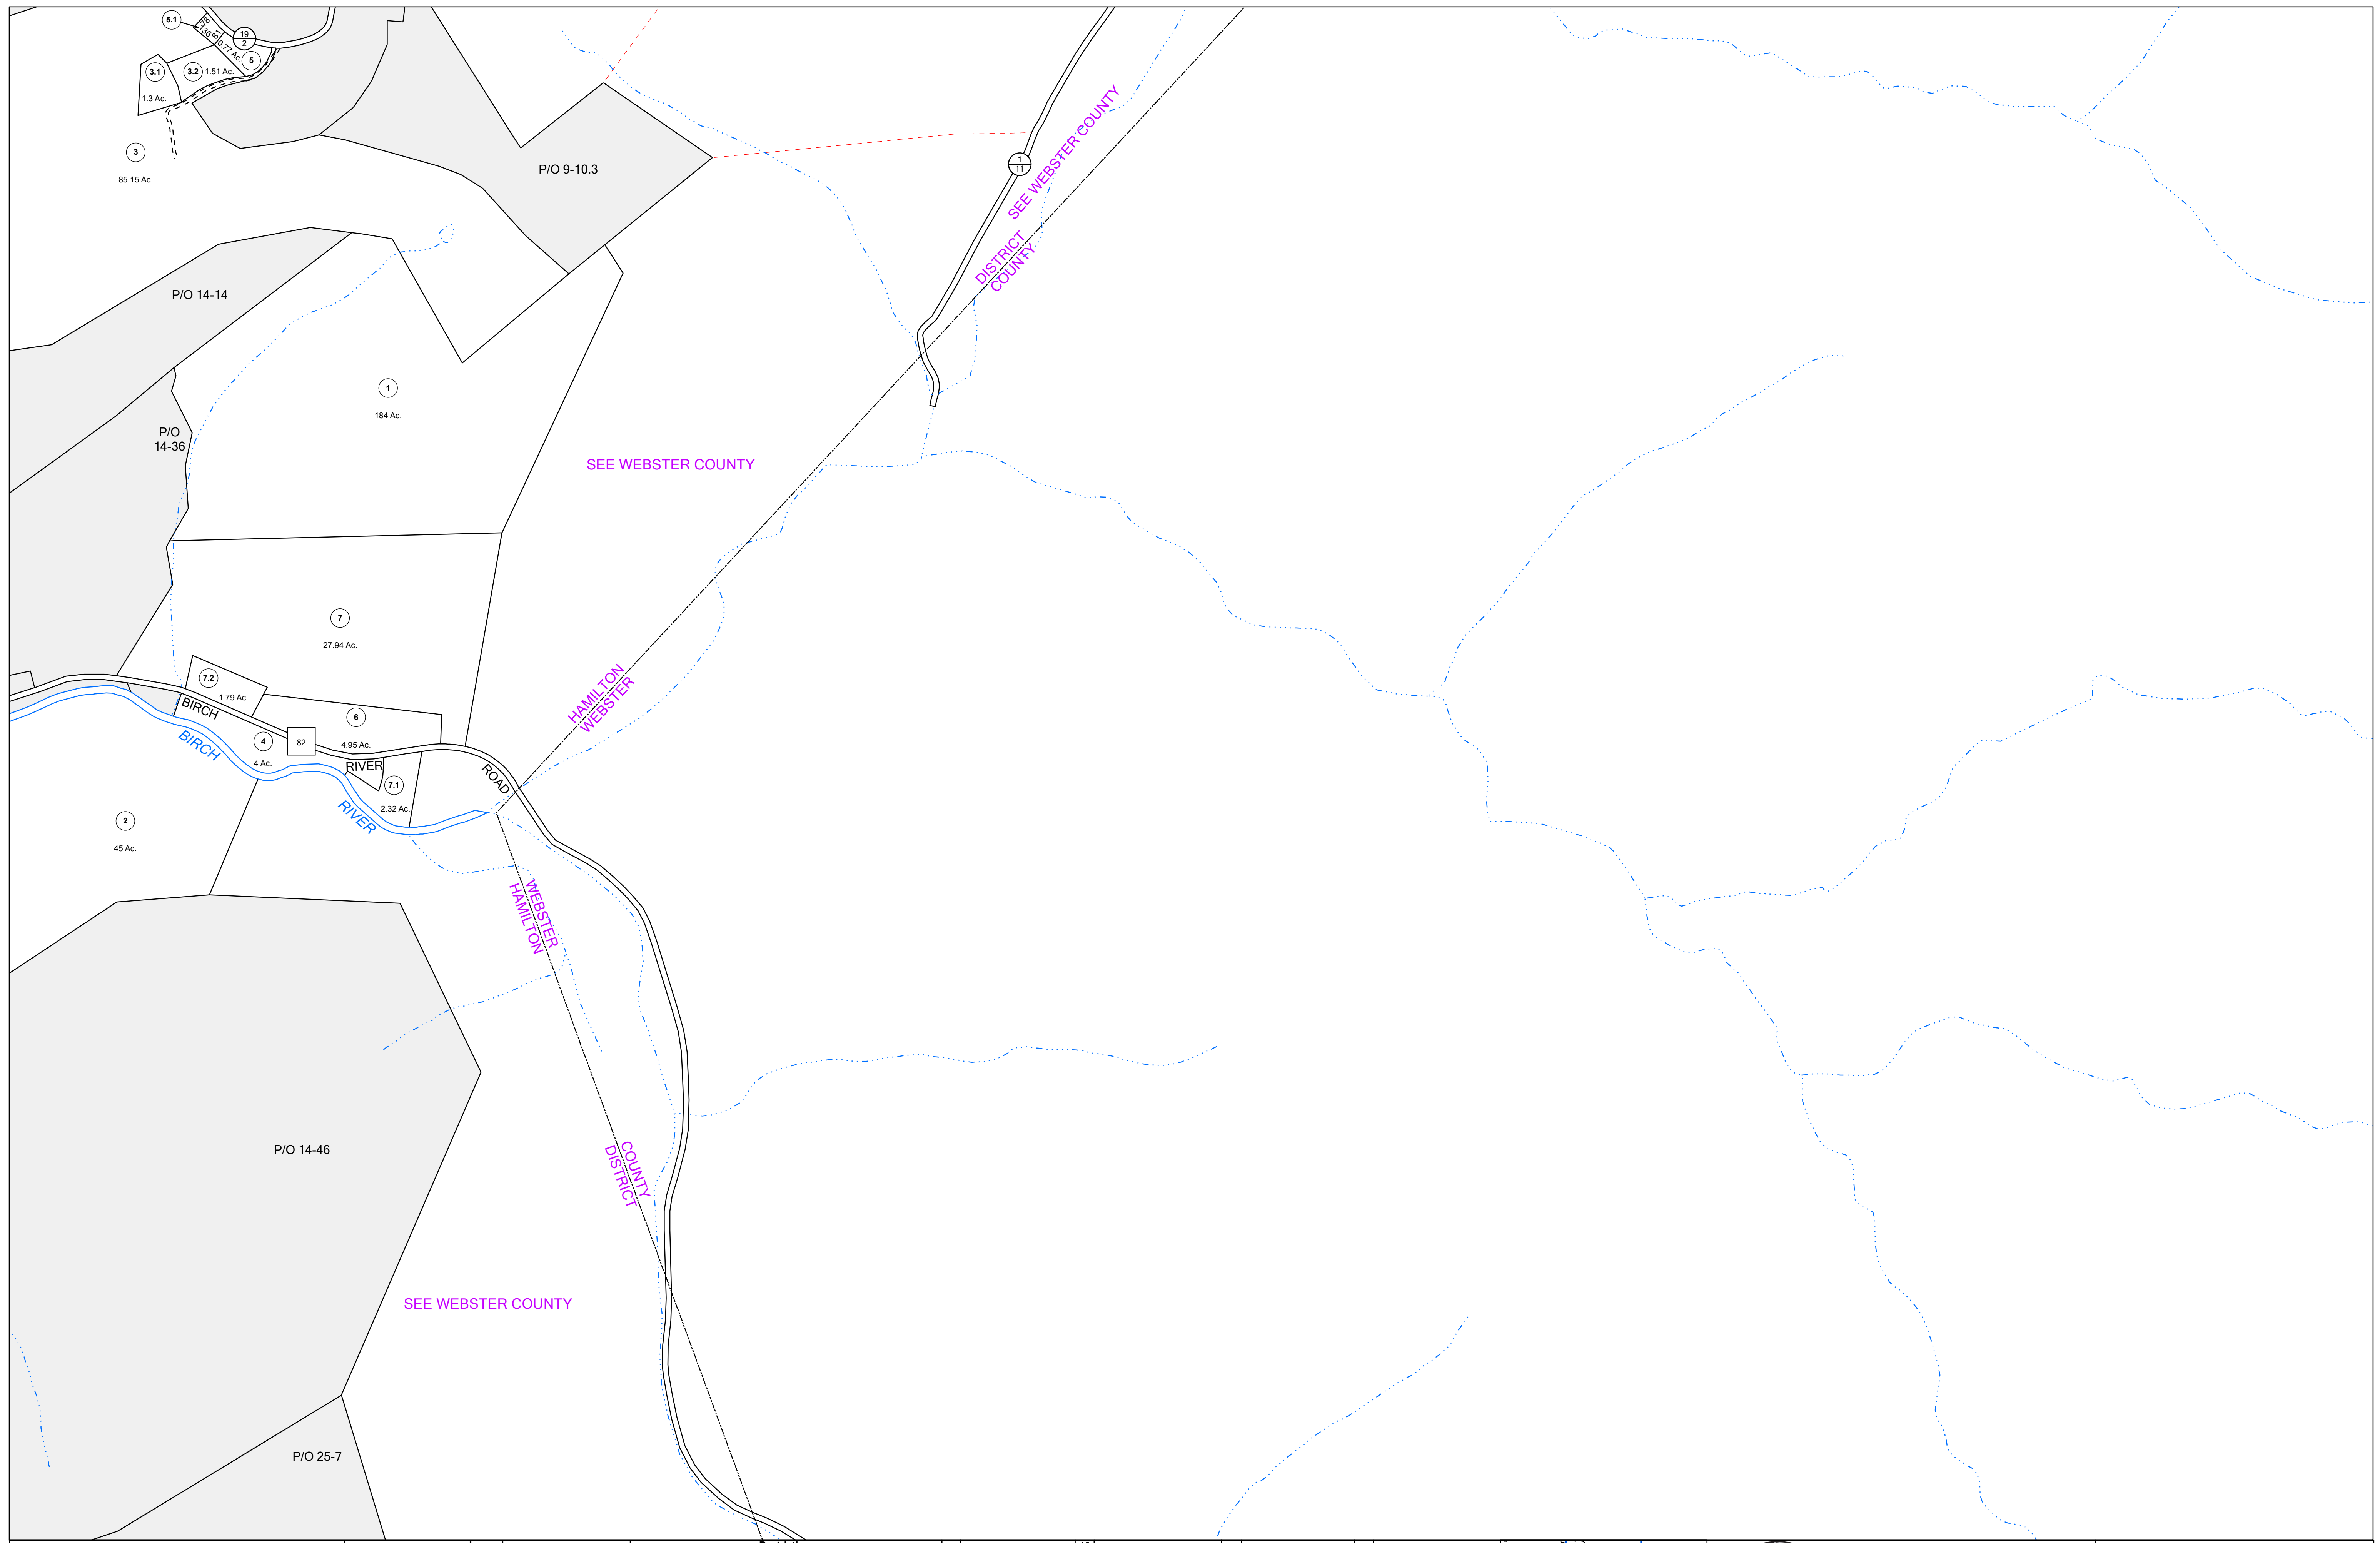 5.1
19
2
0.77 Ac.
5
3.1
3.2
1.51 Ac.
1.3 Ac.
3
85.15 Ac.
P/O 9-10.3
1
11
SEE WEBSTER COUNTY
DISTRICT
COUNTY
P/O 14-14
1
184 Ac.
P/O
14-36
SEE WEBSTER COUNTY
7
27.94 Ac.
7.2
1.79 Ac.
HAMILTON
WEBSTER
6
4.95 Ac.
BIRCH
82
4
4 Ac.
BIRCH
RIVER
7.1
2.32 Ac.
ROAD
RIVER
2
45 Ac.
WEBSTER
HAMILTON
P/O 14-46
COUNTY
DISTRICT
SEE WEBSTER COUNTY
P/O 25-7